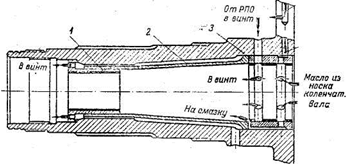 1
2
3
От РПО
в винт
в винт
В винт
Масло из
носка
коленчат.
вала
На смазку